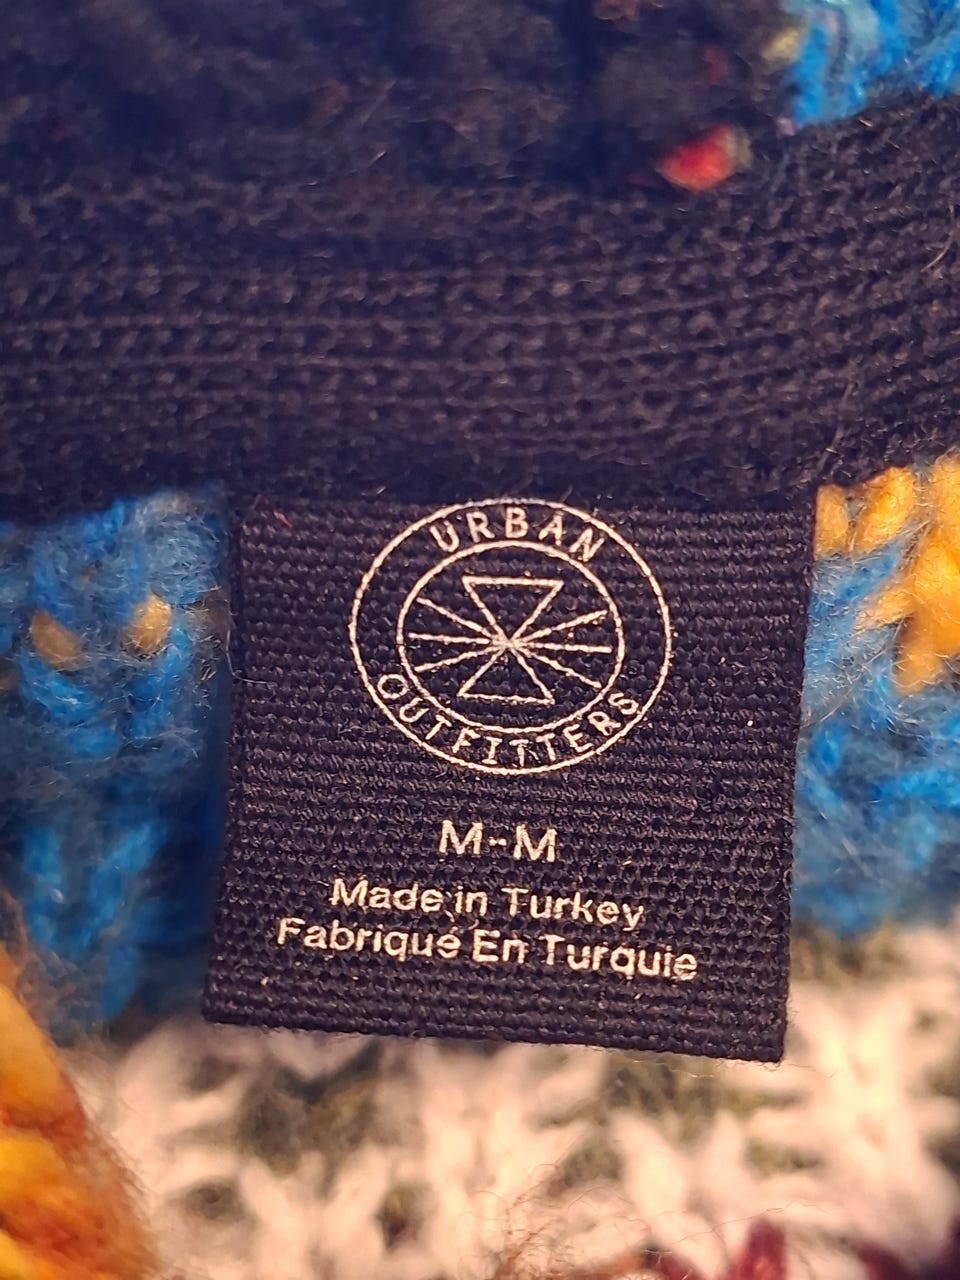 URBAN
OUTFITTERS
M-M
Made in Turkey
Fabriqué En Turquie